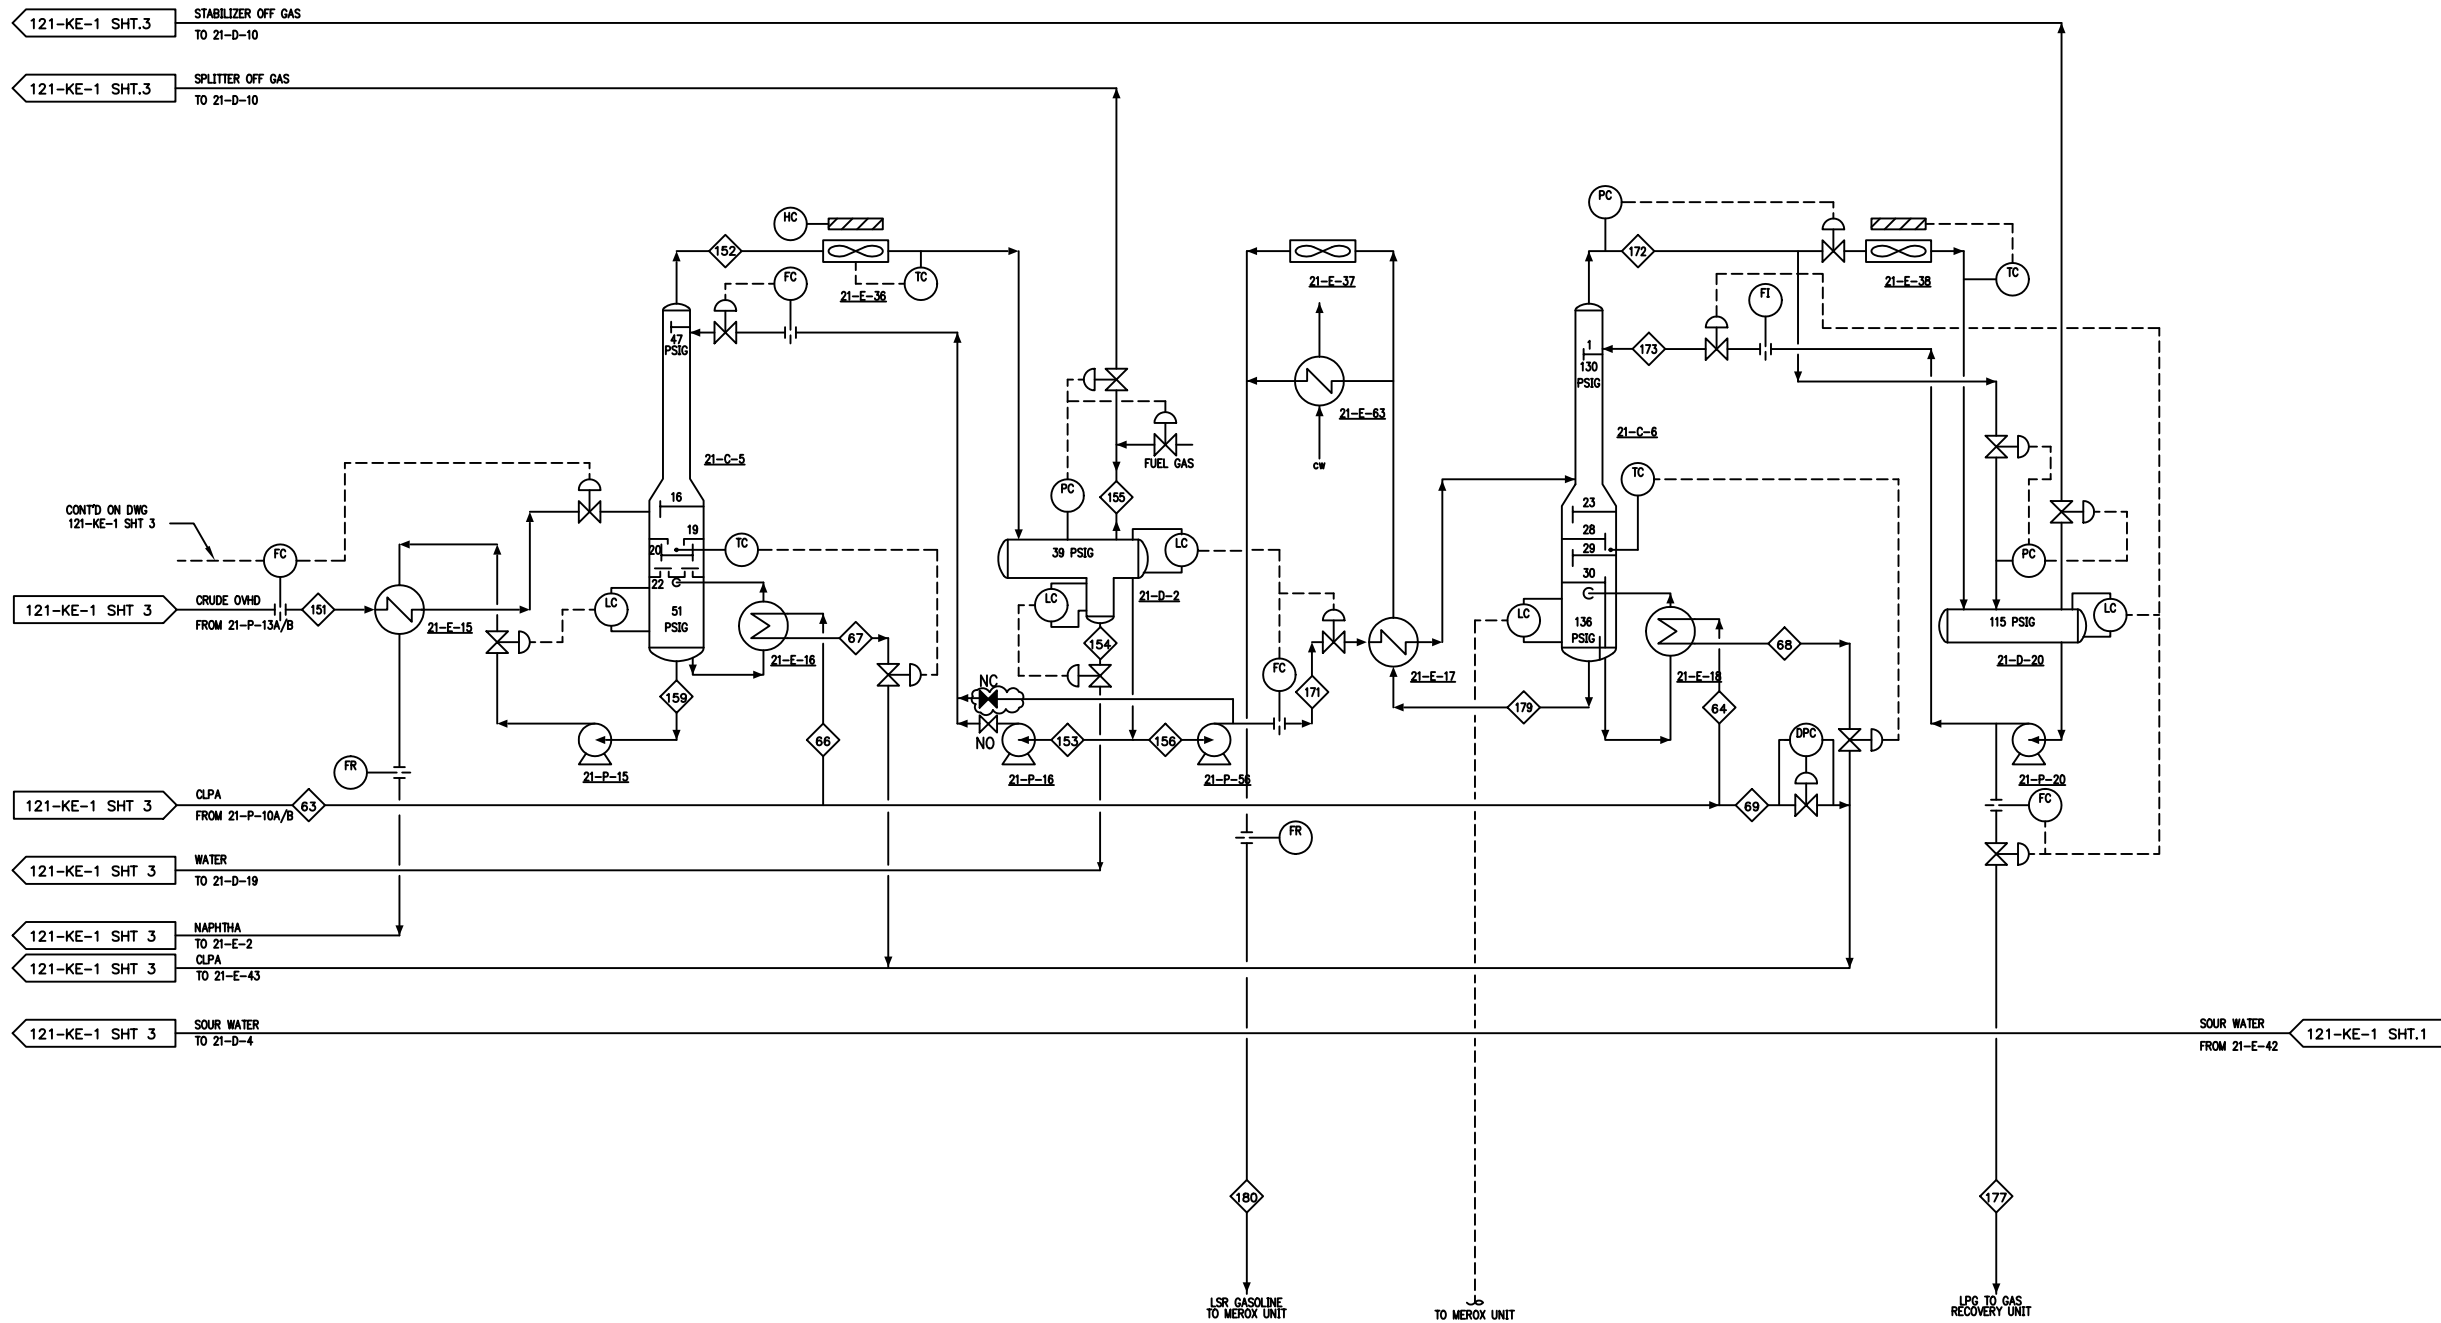 121-KE-1 SHT.3
STABILIZER OFF GAS
TO 21-D-10
121-KE-1 SHT.3
SPLITTER OFF GAS
TO 21-D-10
HC
152
21-E-36
TC
FC
47
PSIG
21-C-5
16
19
20
22
TC
51
PSIG
LC
CONT'D ON DWG
121-KE-1 SHT 3
FC
121-KE-1 SHT 3
CRUDE OVHD
FROM 21-P-13A/B
151
21-E-15
21-E-16
67
159
66
21-P-15
FR
PC
155
FUEL GAS
39 PSIG
LC
LC
21-D-2
154
NC
NO
153
156
21-P-16
21-P-56
21-E-37
21-E-63
CW
FC
171
21-E-17
179
PC
172
21-E-38
TC
FI
1
130
PSIG
173
21-C-6
TC
23
28
29
30
LC
136
PSIG
21-E-18
68
64
DPC
69
PC
LC
115 PSIG
21-D-20
21-P-20
FC
121-KE-1 SHT 3
CLPA
FROM 21-P-10A/B
63
FR
121-KE-1 SHT 3
WATER
TO 21-D-19
121-KE-1 SHT 3
NAPHTHA
TO 21-E-2
121-KE-1 SHT 3
CLPA
TO 21-E-43
121-KE-1 SHT 3
SOUR WATER
TO 21-D-4
SOUR WATER
FROM 21-E-42
121-KE-1 SHT.1
180
177
LSR GASOLINE
TO MEROX UNIT
TO MEROX UNIT
LPG TO GAS
RECOVERY UNIT